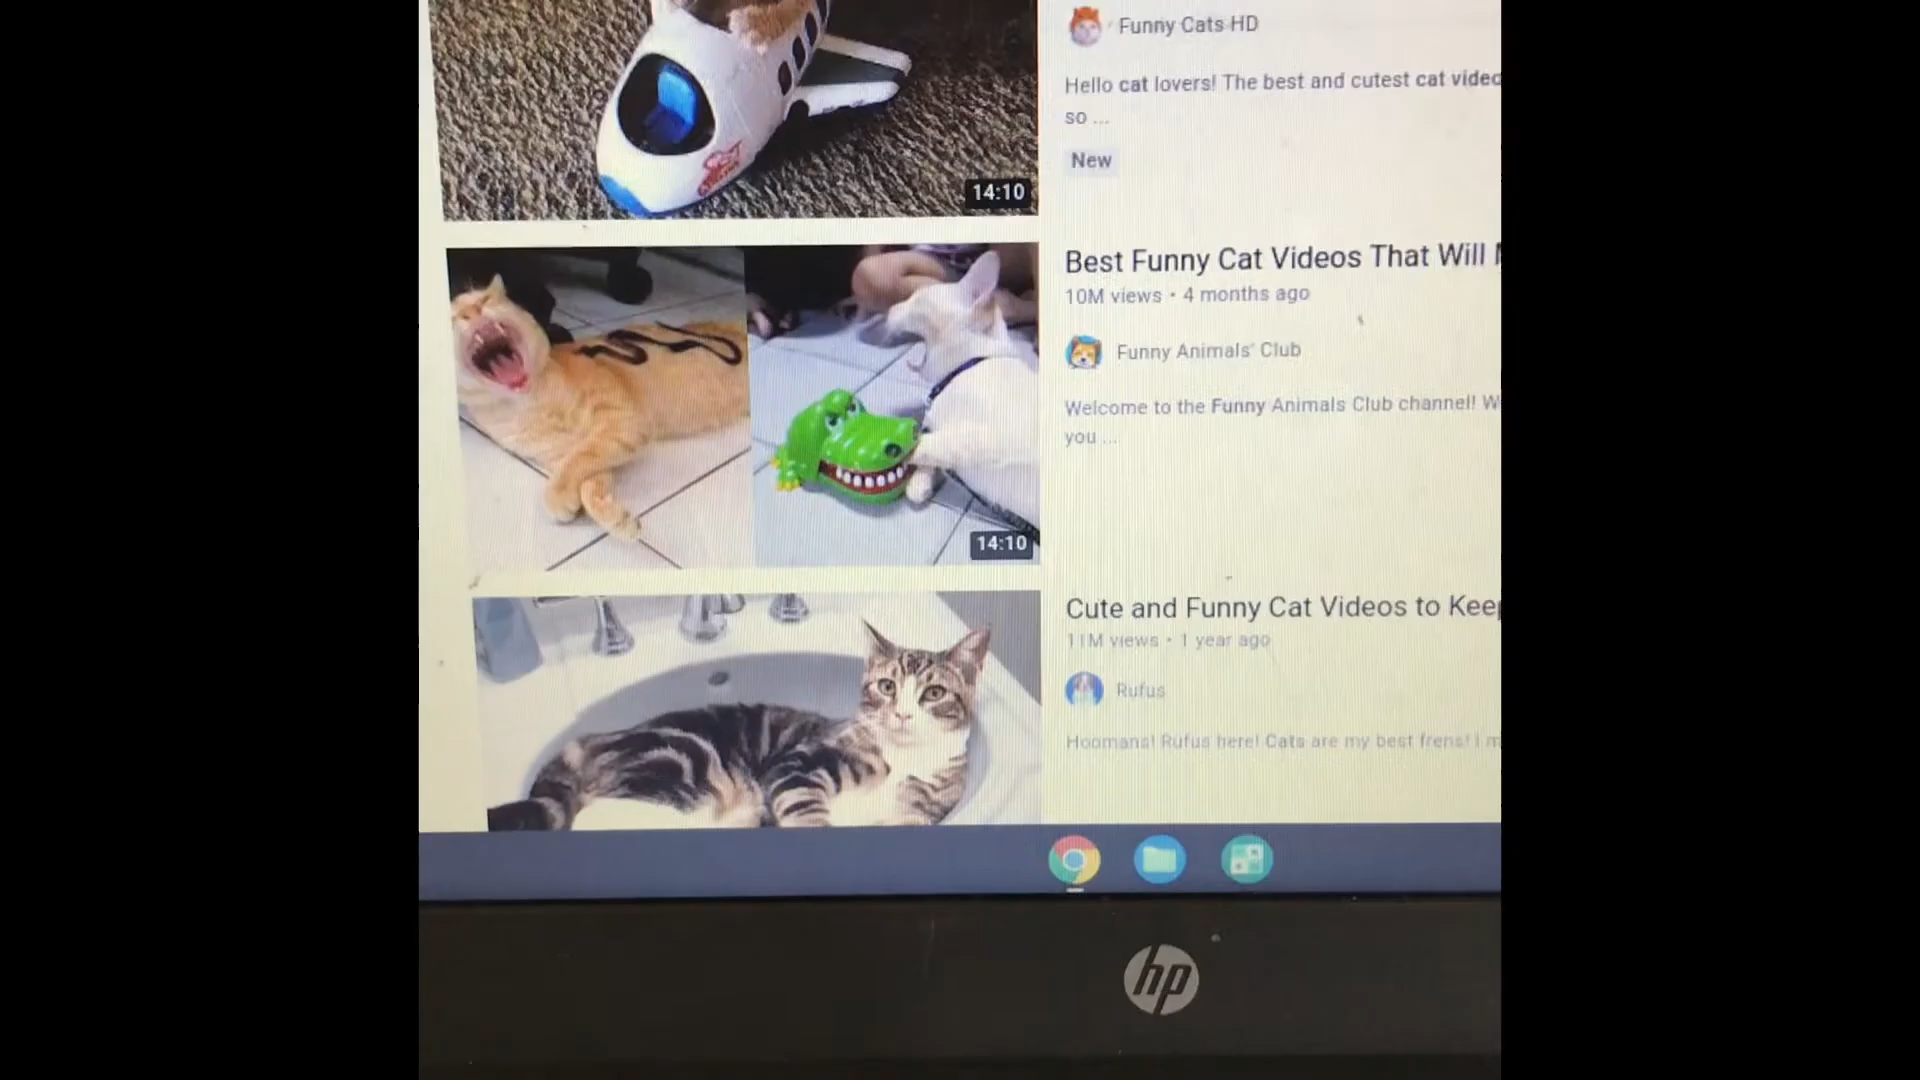 Funny Cats HD
Hello cat lovers! The best and cutest cat
so ...
New
14:10
Best Funny Cat Videos That Will
10M views • 4 months ago
Funny Animals' Club
Welcome to the Funny Animals Club channel!
you ...
14:10
Cute and Funny Cat Videos to
11M views • 1 year ago
Rufus
Hoomans! Rufus here! Cats are my best frens! I
hp